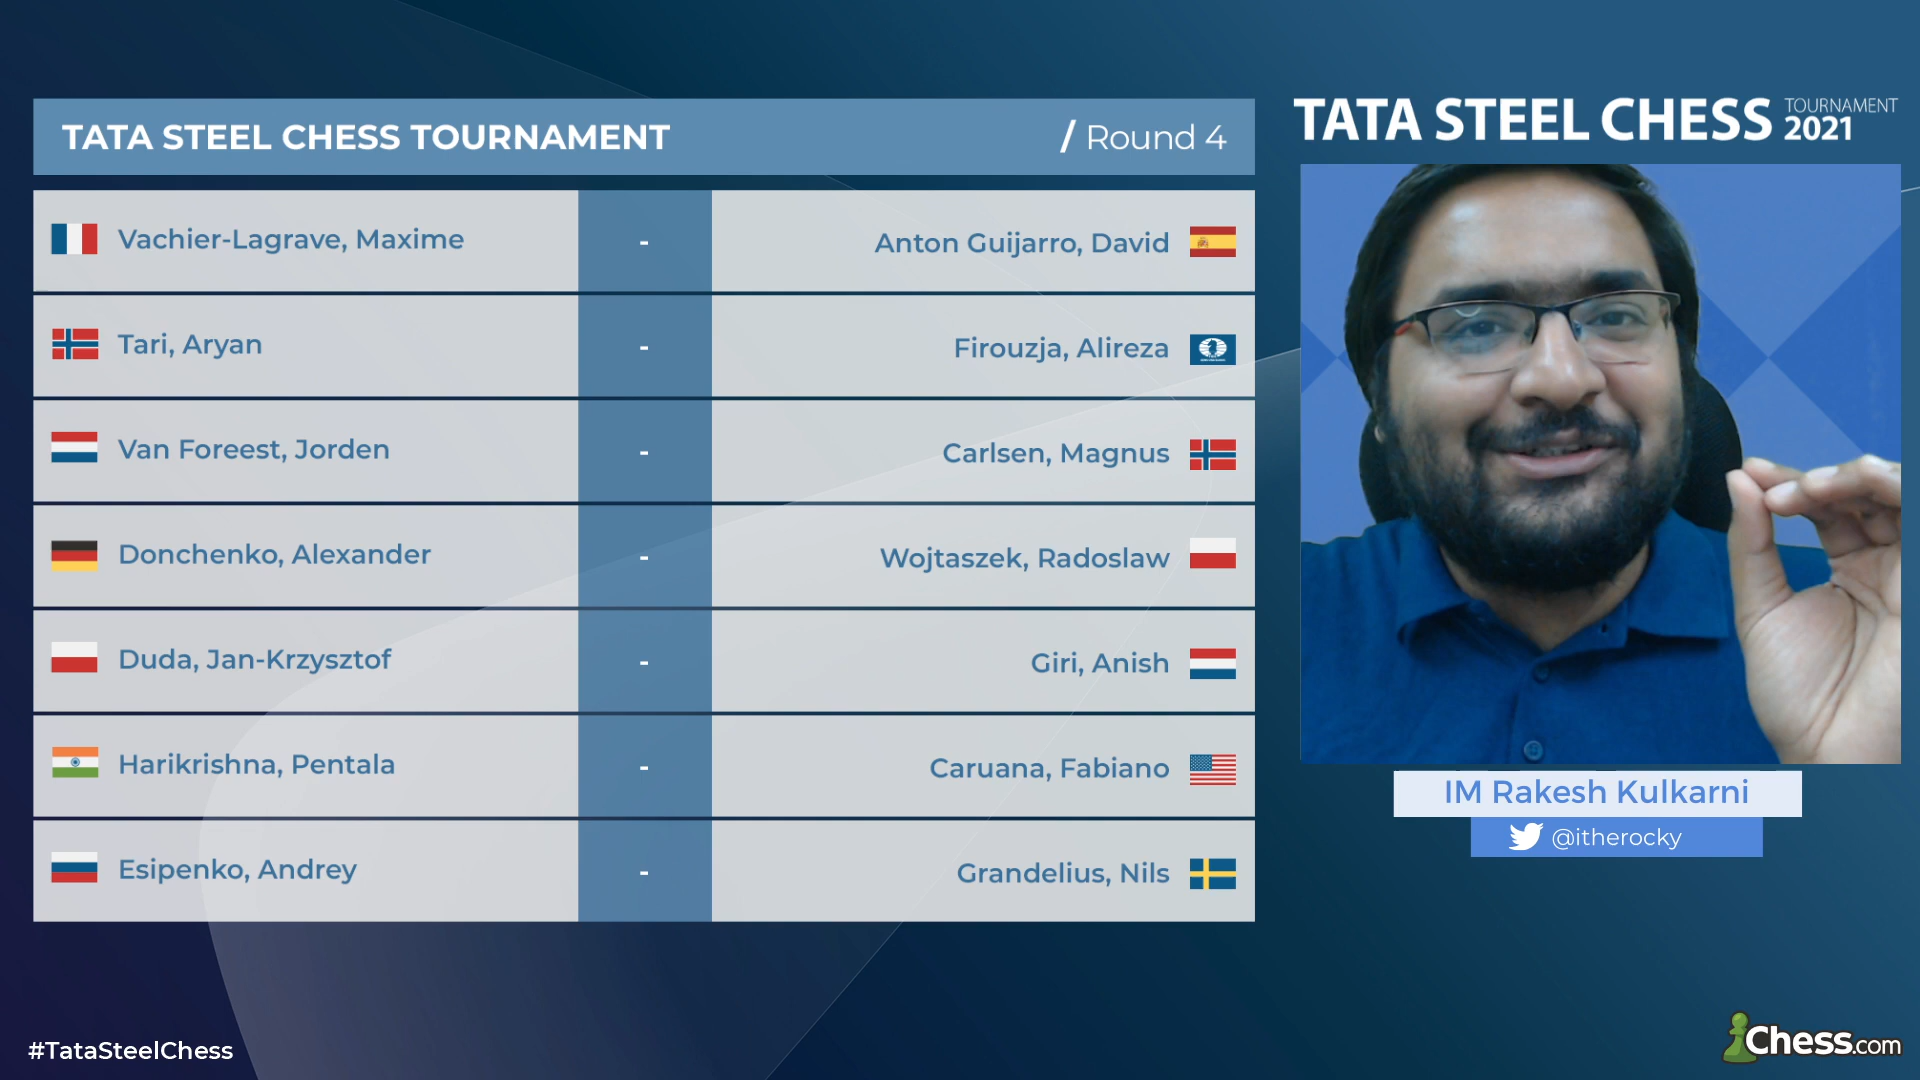 TATA STEEL CHESS TOURNAMENT / Round 4
Vachier-Lagrave, Maxime - Anton Guijarro, David
Tari, Aryan - Firouzja, Alireza
Van Foreest, Jorden - Carlsen, Magnus
Donchenko, Alexander - Wojtaszek, Radoslaw
Duda, Jan-Krzysztof - Giri, Anish
Harikrishna, Pentala - Caruana, Fabiano
Esipenko, Andrey - Grandelius, Nils
TATA STEEL CHESS TOURNAMENT 2021
IM Rakesh Kulkarni
@itherocky
#TataSteelChess
Chess.com